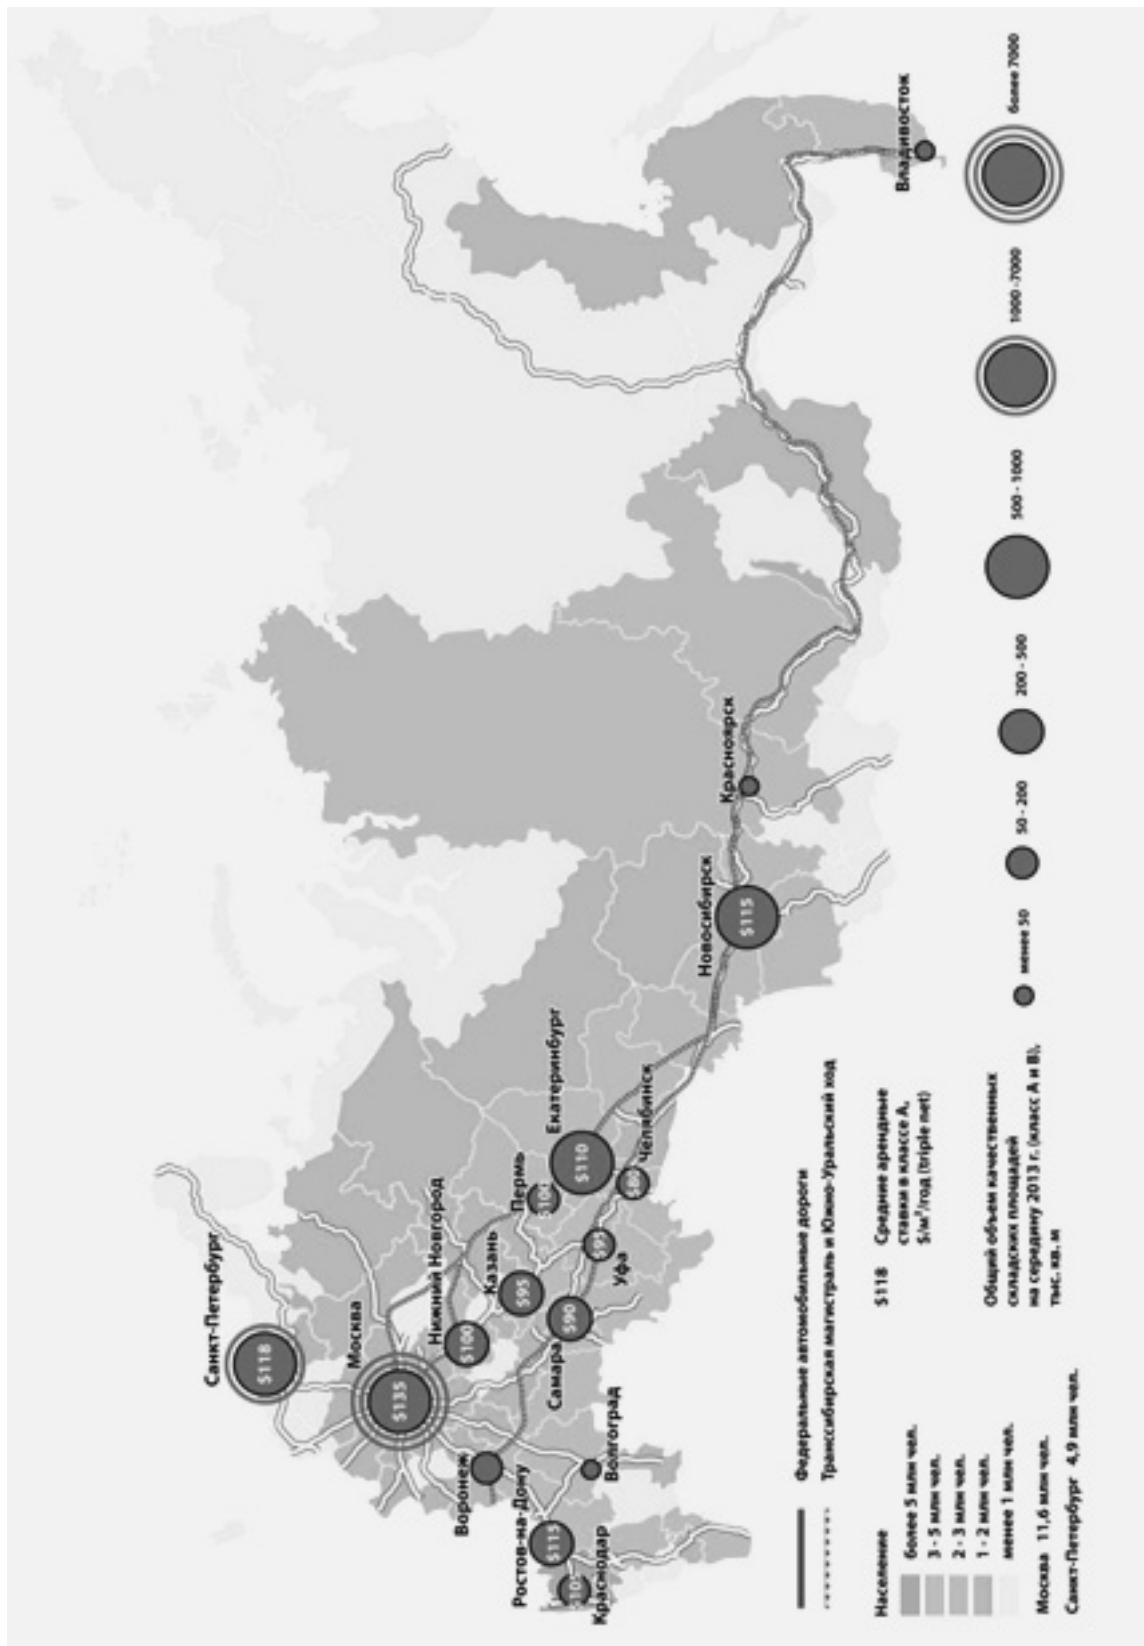 Санкт-Петербург
$118
Москва
$135
Нижний Новгород
$100
Казань
$95
Пермь
Екатеринбург
$110
Челябинск
$80
Уфа
$95
Самара
$90
Воронеж
Волгоград
Ростов-на-Дону
$115
Краснодар
Новосибирск
$115
Красноярск
Владивосток
Федеральные автомобильные дороги
Транссибирская магистраль и Южно-Уральский ход
Население
более 5 млн чел.
3 - 5 млн чел.
2 - 3 млн чел.
1 - 2 млн чел.
менее 1 млн чел.
Москва 11,6 млн чел.
Санкт-Петербург 4,9 млн чел.
$118 Средние арендные
ставки в классе А,
$/м²/год (triple net)
Общий объем качественных
складских площадей
на середину 2013 г. (класс А и В),
тыс. кв. м
менее 50
50 - 200
200 - 500
500 - 1000
1000 -7000
более 7000